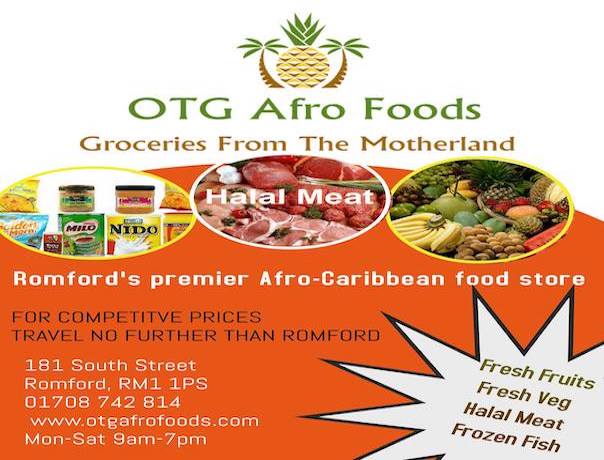 OTG Afro Foods
Groceries From The Motherland
MILO
NIDO
Halal Meat
Romford's premier Afro-Caribbean food store
FOR COMPETITVE PRICES
TRAVEL NO FURTHER THAN ROMFORD
181 South Street
Romford, RM1 1PS
01708 742 814
www.otgafrofoods.com
Mon-Sat 9am-7pm
Fresh Fruits
Fresh Veg
Halal Meat
Frozen Fish